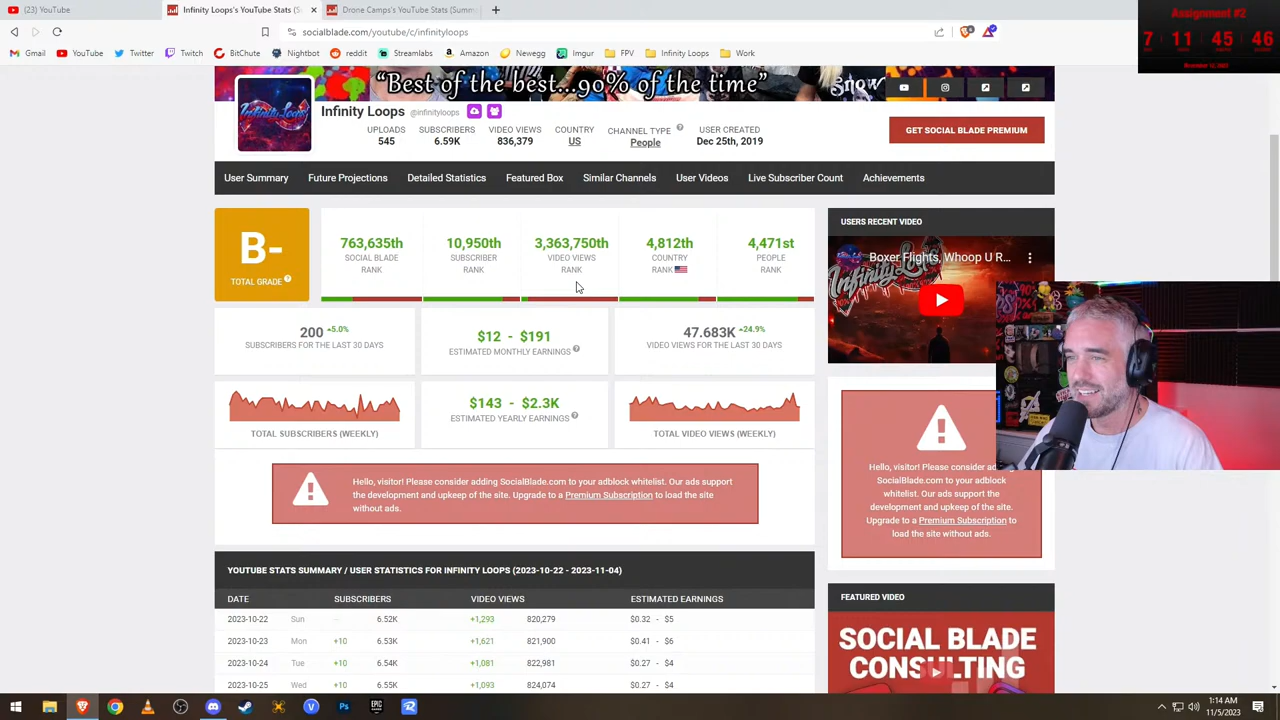 (23) YouTube
Infinity Loops's YouTube Stats (S
Drone Camps's YouTube Stats (Summ
socialblade.com/youtube/c/infinityloops
Gmail YouTube Twitter Twitch BitChute Nightbot reddit Streamlabs Amazon Newegg Imgur FPV Infinity Loops Work
Assignment #2
7 11 45 46
"Best of the best...90% of the time"
Infinity Loops @infinityloops
UPLOADS
545
SUBSCRIBERS
6.59K
VIDEO VIEWS
836,379
COUNTRY
US
CHANNEL TYPE
People
USER CREATED
Dec 25th, 2019
GET SOCIAL BLADE PREMIUM
User Summary Future Projections Detailed Statistics Featured Box Similar Channels User Videos Live Subscriber Count Achievements
B-
TOTAL GRADE
763,635th
SOCIAL BLADE
RANK
10,950th
SUBSCRIBER
RANK
3,363,750th
VIDEO VIEWS
RANK
4,812th
COUNTRY
RANK
4,471st
PEOPLE
RANK
200 5.0%
SUBSCRIBERS FOR THE LAST 30 DAYS
$12 - $191
ESTIMATED MONTHLY EARNINGS
47.683K 24.9%
VIDEO VIEWS FOR THE LAST 30 DAYS
TOTAL SUBSCRIBERS (WEEKLY)
$143 - $2.3K
ESTIMATED YEARLY EARNINGS
TOTAL VIDEO VIEWS (WEEKLY)
Hello, visitor! Please consider adding SocialBlade.com to your adblock whitelist. Our ads support
the development and upkeep of the site. Upgrade to a Premium Subscription to load the site
without ads.
YOUTUBE STATS SUMMARY / USER STATISTICS FOR INFINITY LOOPS (2023-10-22 - 2023-11-04)
DATE SUBSCRIBERS VIDEO VIEWS ESTIMATED EARNINGS
2023-10-22 Sun -- 6.52K +1,293 820,279 $0.32 - $5
2023-10-23 Mon +10 6.53K +1,621 821,900 $0.41 - $6
2023-10-24 Tue +10 6.54K +1,081 822,981 $0.27 - $4
2023-10-25 Wed +10 6.55K +1,093 824,074 $0.27 - $4
USERS RECENT VIDEO
Boxer Flights, Whoop U R...
Hello, visitor! Please consider
SocialBlade.com to your adblock
whitelist. Our ads support the
development and upkeep of the site.
Upgrade to a Premium Subscription to
load the site without ads.
FEATURED VIDEO
SOCIAL BLADE
CONSULTING
1:14 AM
11/5/2023